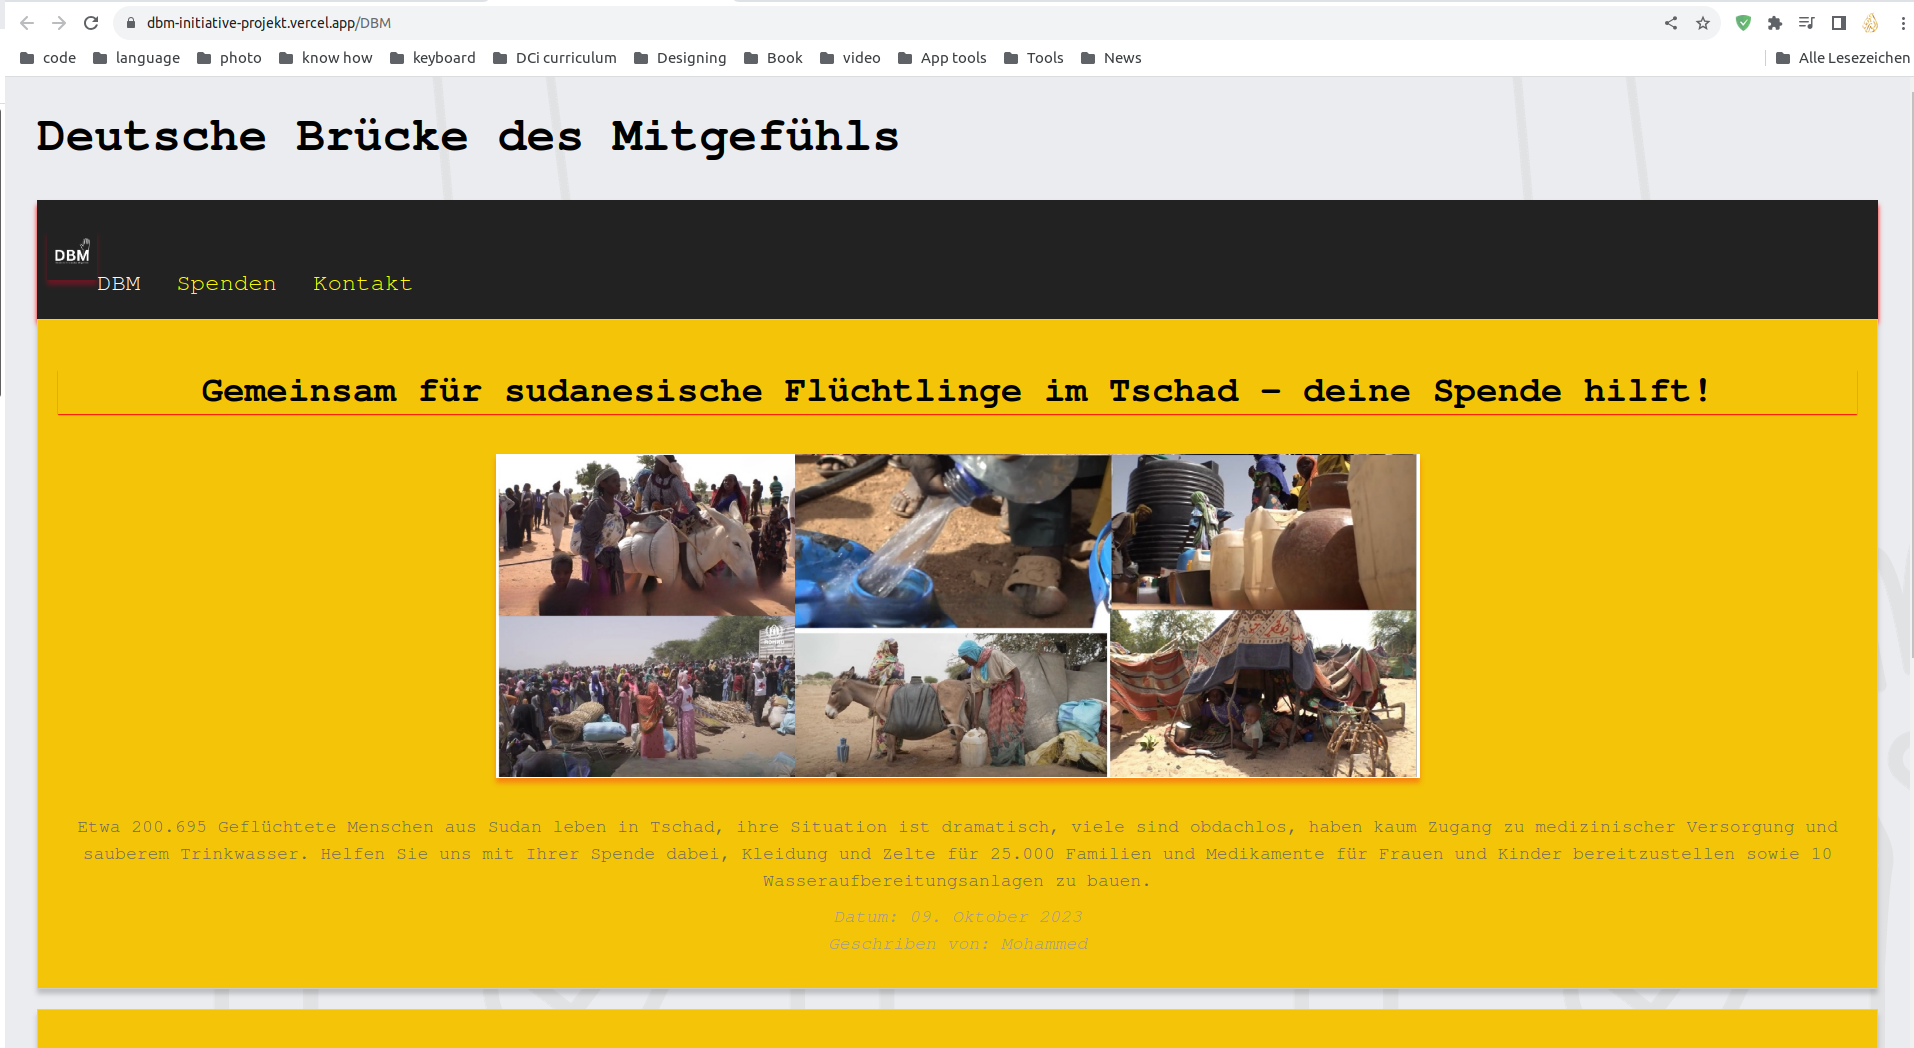 dbm-initiative-projekt.vercel.app/DBM
code language photo know how keyboard DCi curriculum Designing Book video App tools Tools News Alle Lesezeichen
Deutsche Brücke des Mitgefühls
DBM
DBM Spenden Kontakt
Gemeinsam für sudanesische Flüchtlinge im Tschad – deine Spende hilft!
Etwa 200.695 Geflüchtete Menschen aus Sudan leben in Tschad, ihre Situation ist dramatisch, viele sind obdachlos, haben kaum Zugang zu medizinischer Versorgung und
sauberem Trinkwasser. Helfen Sie uns mit Ihrer Spende dabei, Kleidung und Zelte für 25.000 Familien und Medikamente für Frauen und Kinder bereitzustellen sowie 10
Wasseraufbereitungsanlagen zu bauen.
Datum: 09. Oktober 2023
Geschriben von: Mohammed